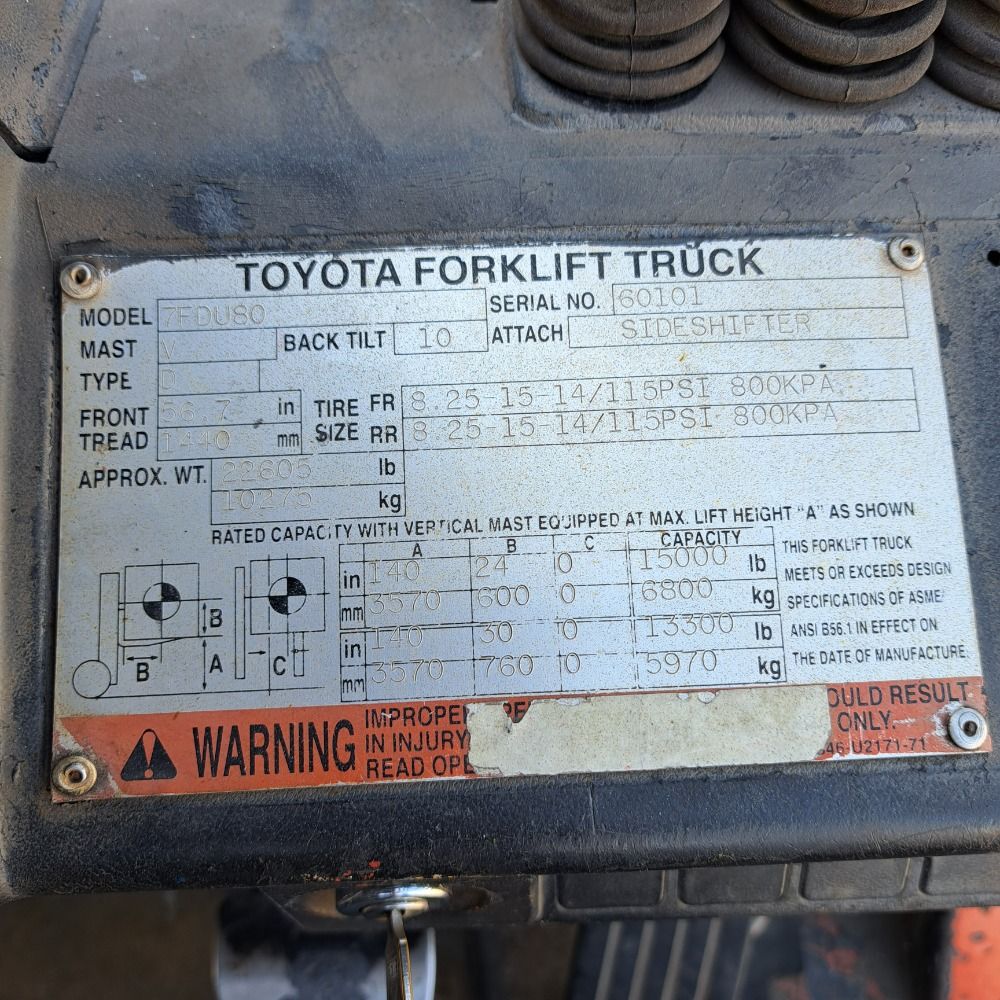 TOYOTA FORKLIFT TRUCK
MODEL 7FDU80 SERIAL NO. 60101
MAST V BACK TILT 10 ATTACH SIDESHIFTER
TYPE D
FRONT TREAD 56.7 in 1440 mm
TIRE SIZE FR 8.25-15-14/115PSI 800KPA
RR 8.25-15-14/115PSI 800KPA
APPROX. WT. 22605 lb
10275 kg
RATED CAPACITY WITH VERTICAL MAST EQUIPPED AT MAX. LIFT HEIGHT "A" AS SHOWN
A B C CAPACITY
in 140 24 0 15000 lb
mm 3570 600 0 6800 kg
in 140 30 0 13300 lb
mm 3570 760 0 5970 kg
B
B A C
THIS FORKLIFT TRUCK
MEETS OR EXCEEDS DESIGN
SPECIFICATIONS OF ASME/
ANSI B56.1 IN EFFECT ON
THE DATE OF MANUFACTURE.
WARNING
IMPROPER OULD RESULT
IN INJURY ONLY.
READ OPE 46-U2171-71